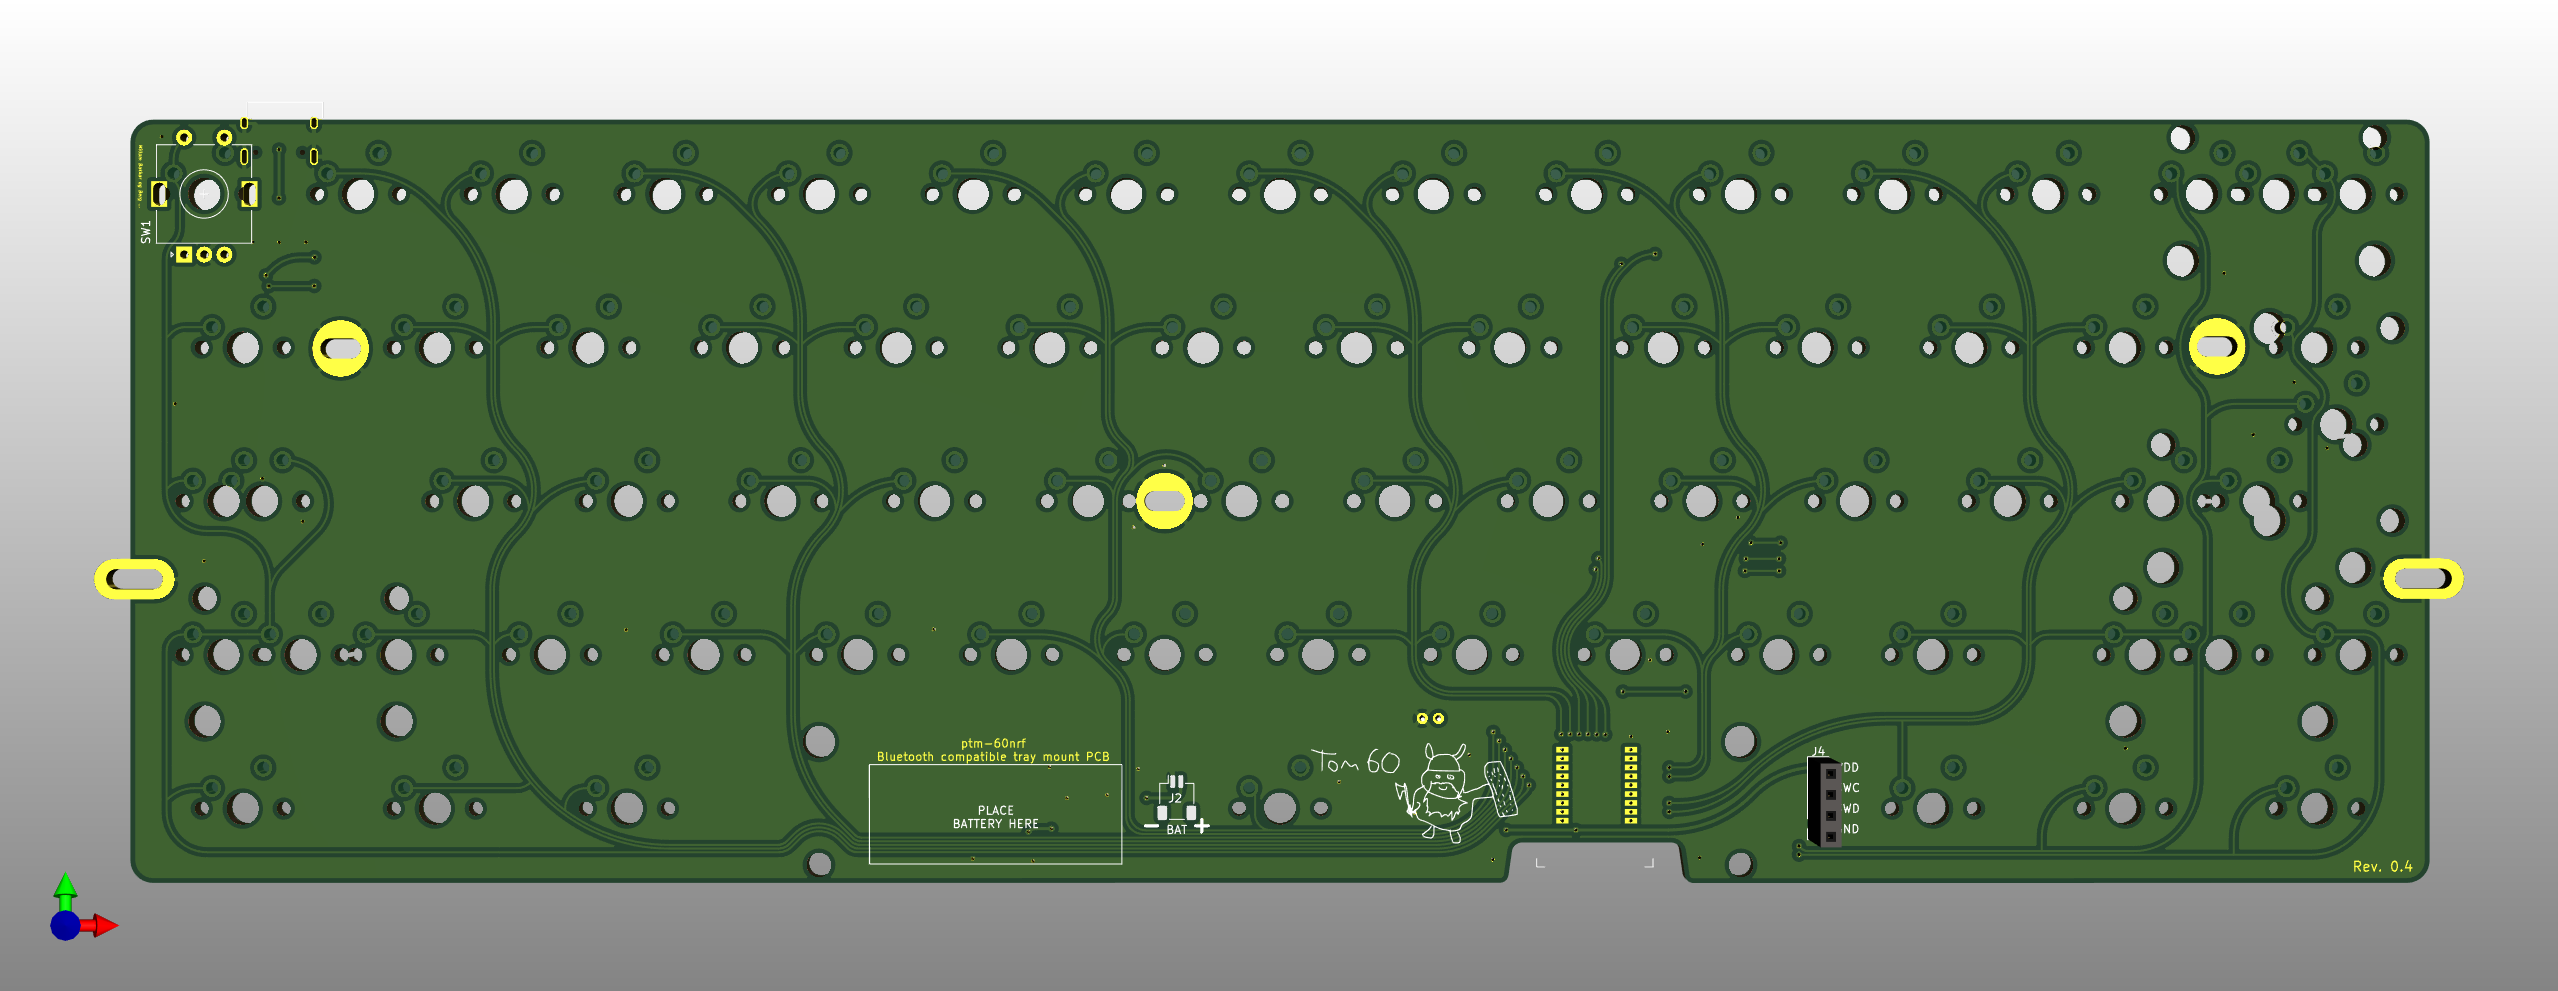 SW1
ptm-60nrf
Bluetooth compatible tray mount PCB
PLACE
BATTERY HERE
J2
BAT
Tom 60
J4
DD
WC
WD
ND
Rev. 0.4